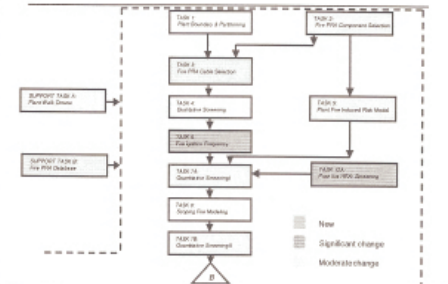 TASK 1:
Plant Boundary & Partitioning
TASK 2:
Fire PRA Component Selection
TASK 3:
Fire PRA Cable Selection
SUPPORT TASK A:
Plant Walk Downs
TASK 4:
Qualitative Screening
TASK 5:
Plant Fire Induced Risk Model
TASK 6:
Fire Ignition Frequency
SUPPORT TASK B:
Fire PRA Database
TASK 7A:
Quantitative Screening I
TASK 12A:
Post fire HRA: Screening
TASK 8:
Scoping Fire Modeling
New
TASK 7B:
Quantitative Screening II
Significant change
B
Moderate change